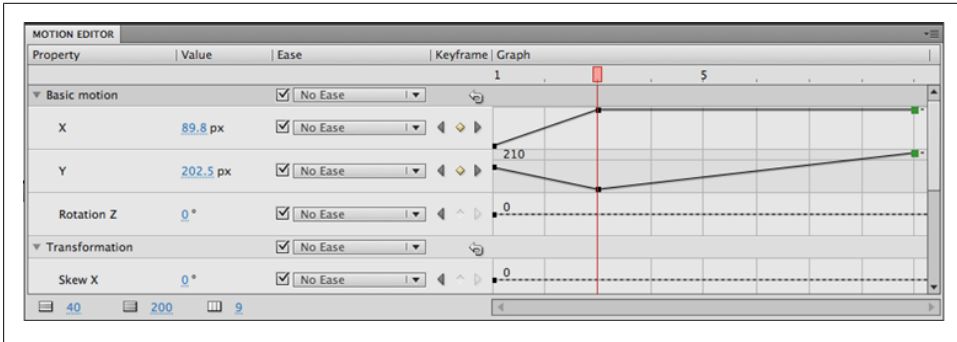 MOTION EDITOR
Property Value Ease Keyframe Graph
1 5
Basic motion No Ease
X 89.8 px No Ease
210
Y 202.5 px No Ease
Rotation Z 0° No Ease 0
Transformation No Ease
Skew X 0° No Ease 0
40 200 9